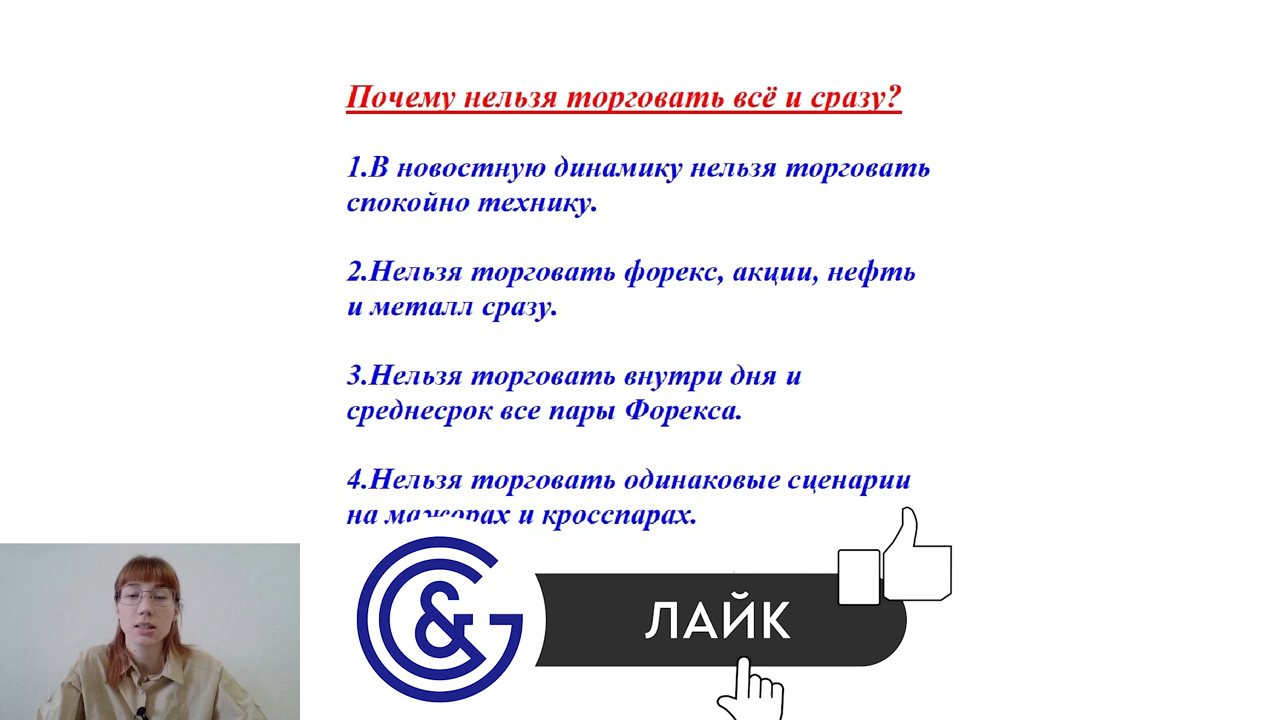 Почему нельзя торговать всё и сразу?
1.В новостную динамику нельзя торговать
спокойно технику.
2.Нельзя торговать форекс, акции, нефть
и металл сразу.
3.Нельзя торговать внутри дня и
среднесрок все пары Форекса.
4.Нельзя торговать одинаковые сценарии
на мажорах и кросспарах.
G&G
ЛАЙК